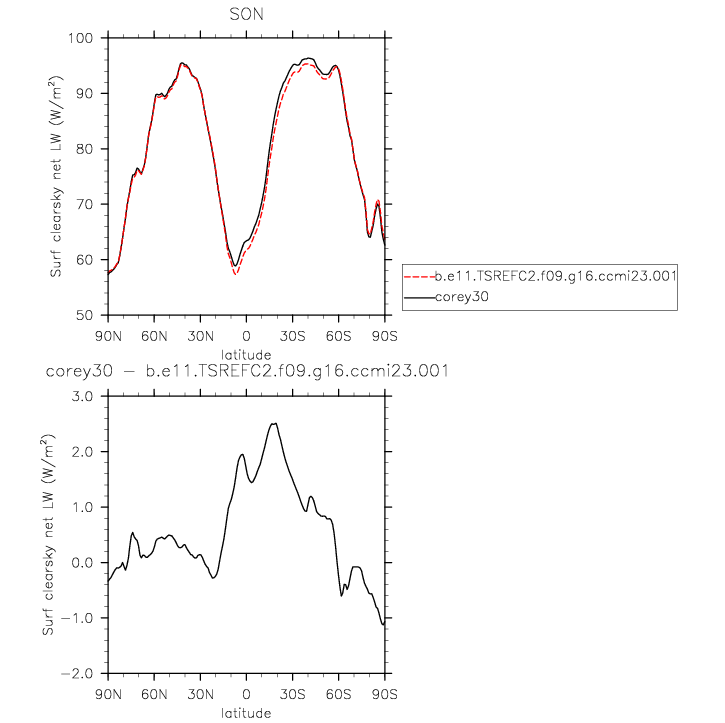 SON
Surf clearsky net LW (W/m²)
100
90
80
70
60
50
90N 60N 30N 0 30S 60S 90S
latitude
b.e11.TSREFC2.f09.g16.ccmi23.001
corey30
corey30 − b.e11.TSREFC2.f09.g16.ccmi23.001
Surf clearsky net LW (W/m²)
3.0
2.0
1.0
0.0
−1.0
−2.0
90N 60N 30N 0 30S 60S 90S
latitude